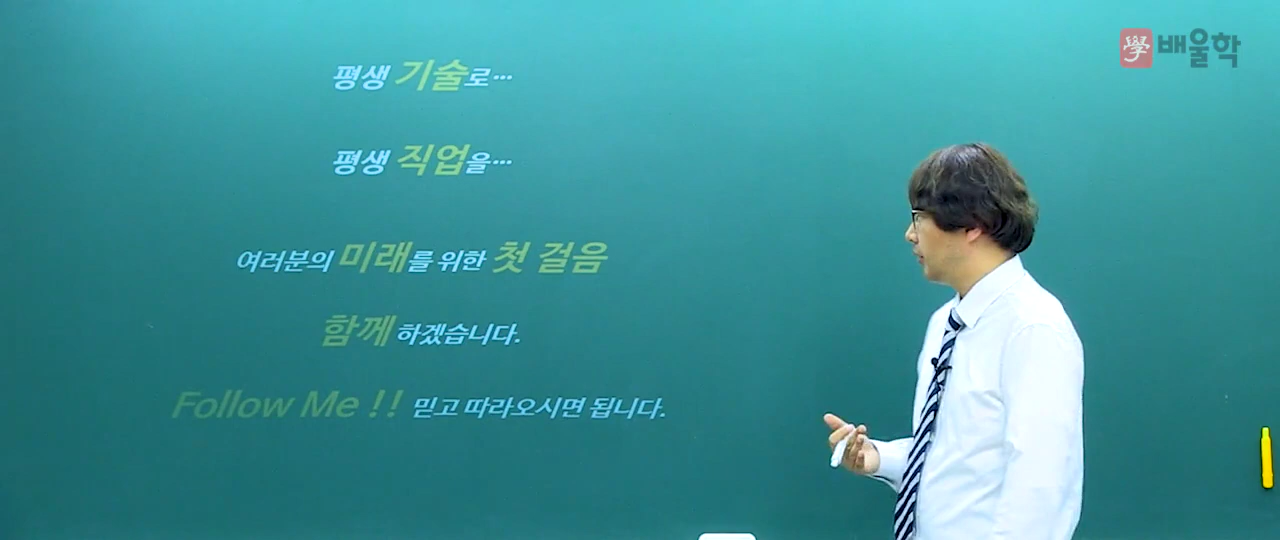 學 배울학
평생 기술로…
평생 직업을…
여러분의 미래를 위한 첫 걸음
함께 하겠습니다.
Follow Me !! 믿고 따라오시면 됩니다.